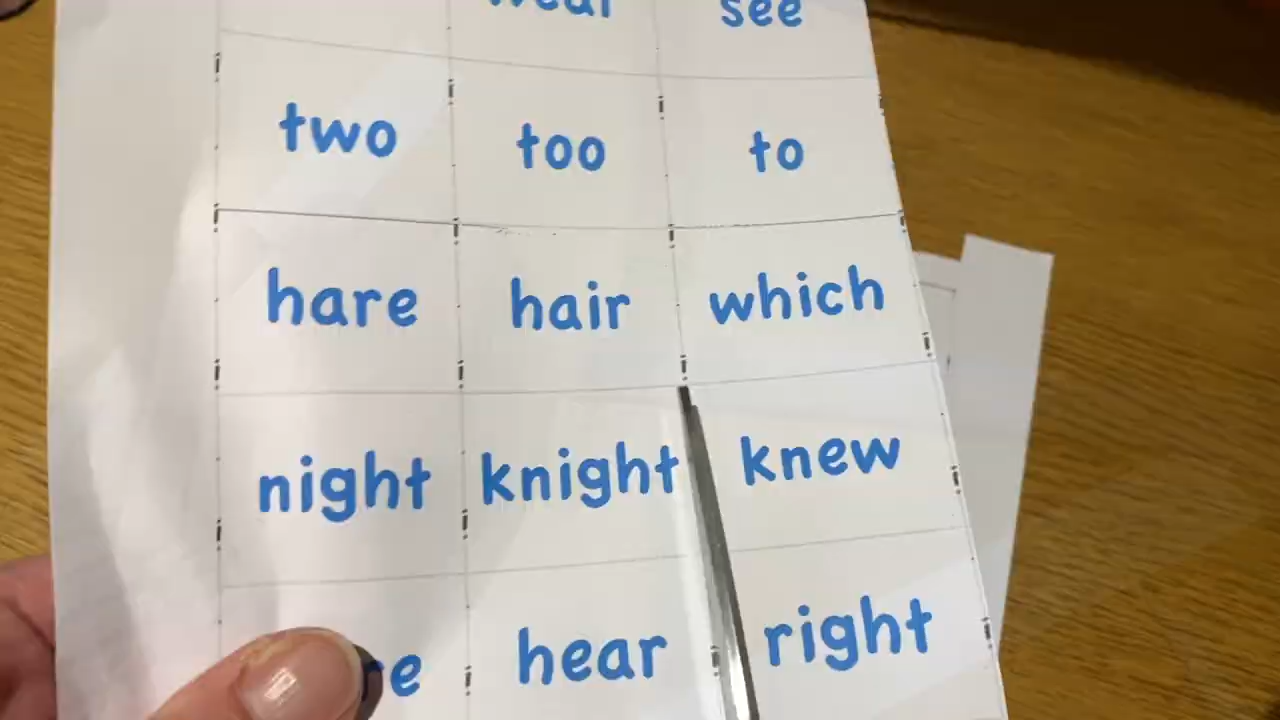 see
two too to
hare hair which
night knight knew
hear right